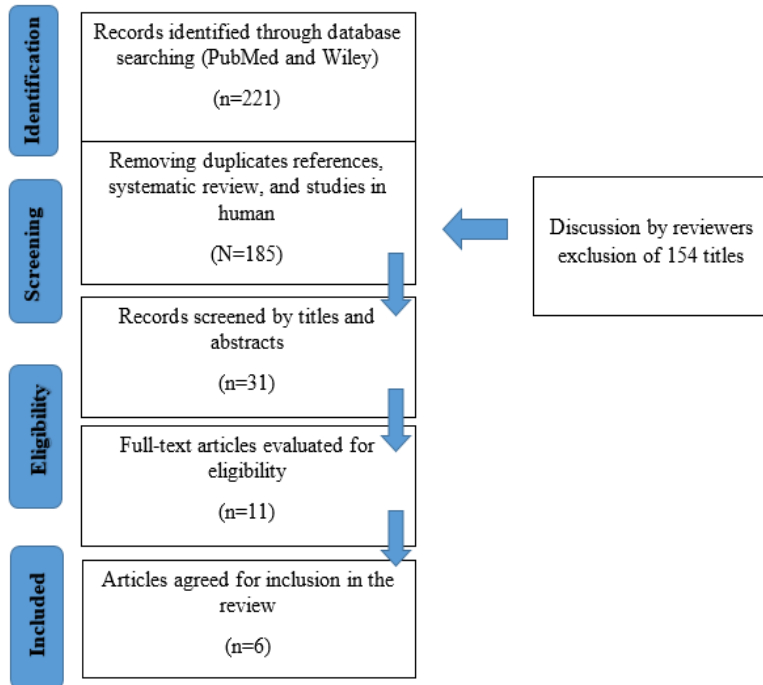 Identification
Records identified through database
searching (PubMed and Wiley)
(n=221)
Removing duplicates references,
systematic review, and studies in
human
(N=185)
Screening
Discussion by reviewers
exclusion of 154 titles
Records screened by titles and
abstracts
(n=31)
Eligibility
Full-text articles evaluated for
eligibility
(n=11)
Included
Articles agreed for inclusion in the
review
(n=6)